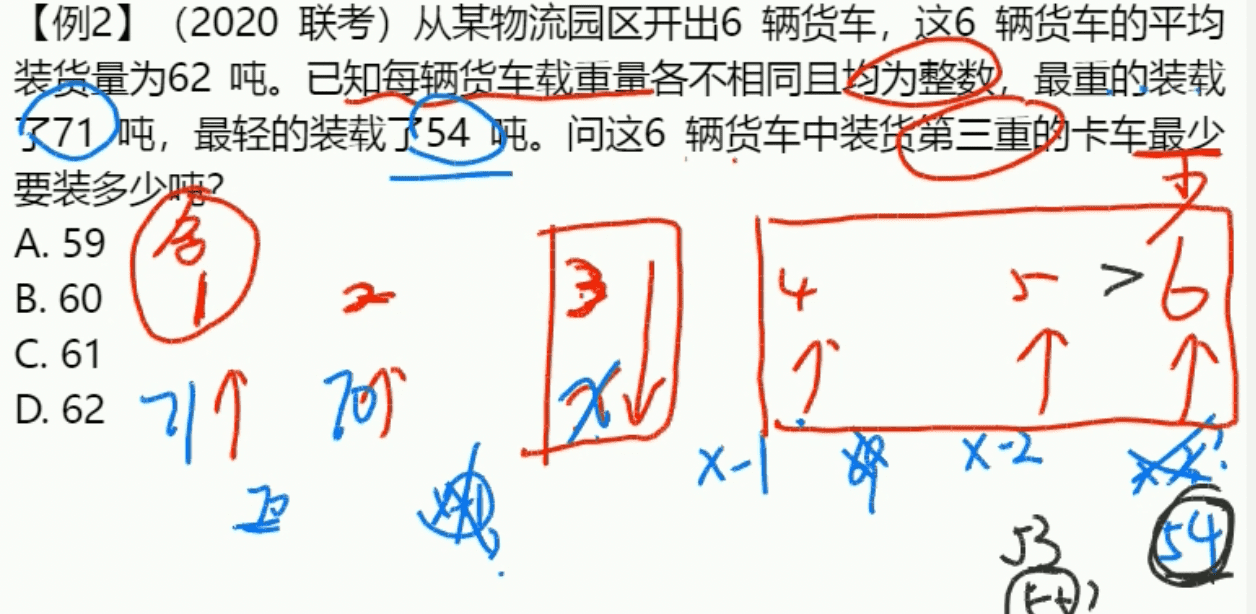 【例2】（2020 联考）从某物流园区开出6 辆货车，这6 辆货车的平均
装货量为62 吨。已知每辆货车载重量各不相同且均为整数，最重的装载
了71 吨，最轻的装载了54 吨。问这6 辆货车中装货第三重的卡车最少
要装多少吨？
A. 59
B. 60
C. 61
D. 62
1 2 3 4 5 > 6
71 70 x
x-1 x-2
53 54